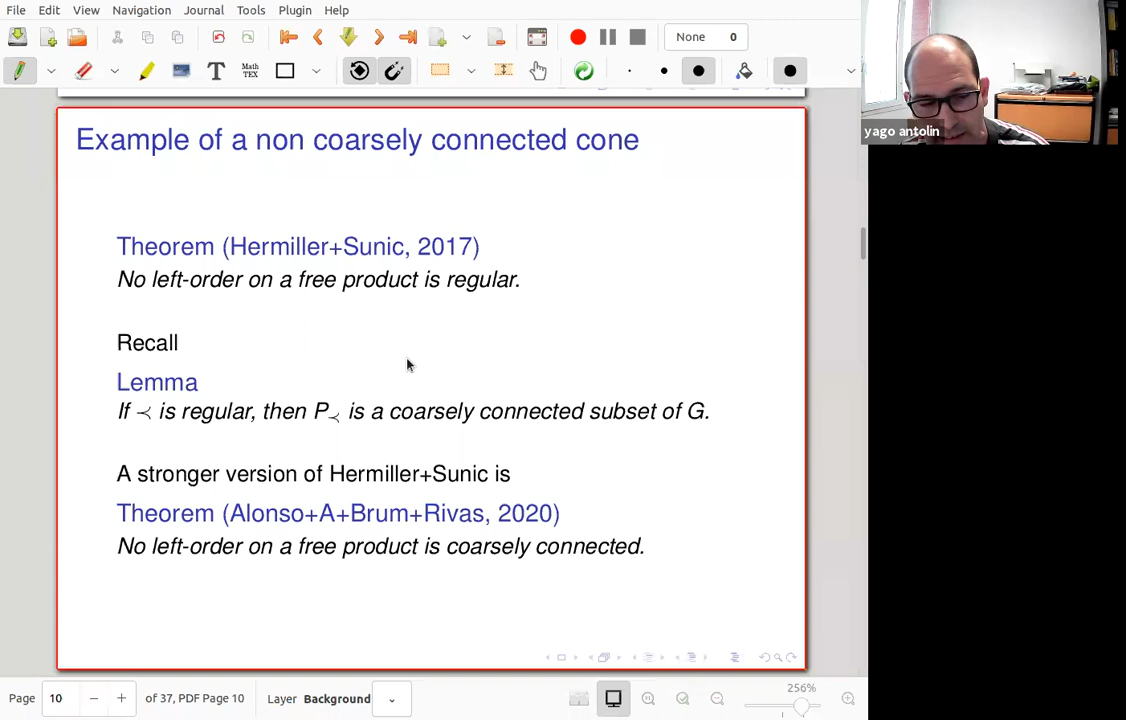 File Edit View Navigation Journal Tools Plugin Help
T MATH TEX None 0
Example of a non coarsely connected cone
yago antolin
Theorem (Hermiller+Sunic, 2017)
No left-order on a free product is regular.
Recall
Lemma
If ≺ is regular, then P≺ is a coarsely connected subset of G.
A stronger version of Hermiller+Sunic is
Theorem (Alonso+A+Brum+Rivas, 2020)
No left-order on a free product is coarsely connected.
Page 10 − + of 37, PDF Page 10 Layer Background 256%